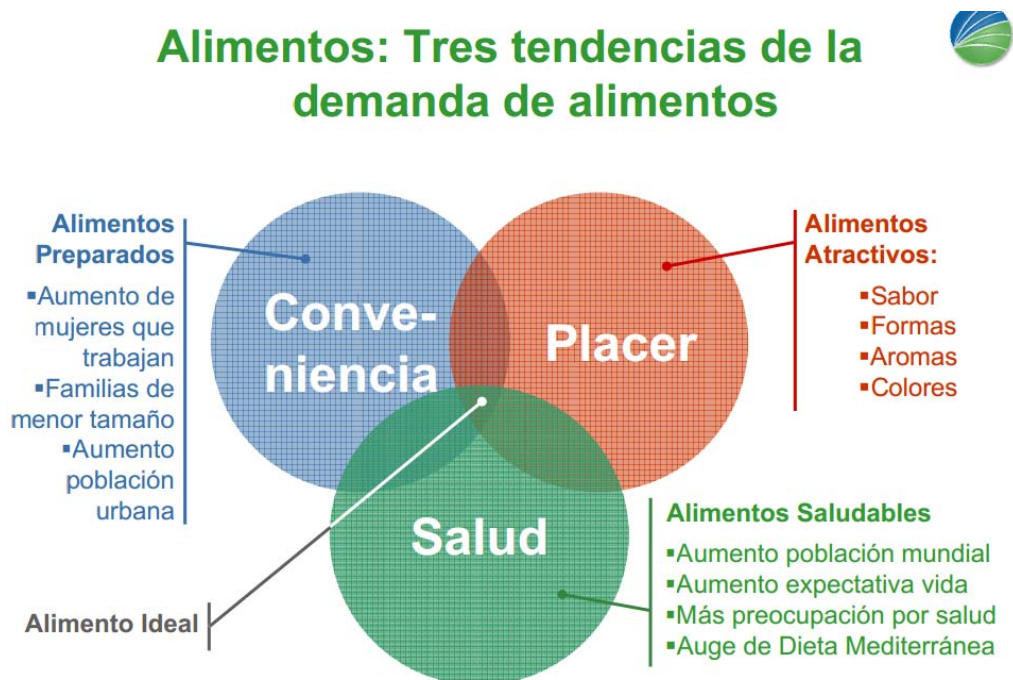 Alimentos: Tres tendencias de la
demanda de alimentos
Alimentos
Preparados
▪Aumento de
mujeres que
trabajan
▪Familias de
menor tamaño
▪Aumento
población
urbana
Conve-
niencia
Placer
Alimentos
Atractivos:
▪Sabor
▪Formas
▪Aromas
▪Colores
Salud
Alimentos Saludables
▪Aumento población mundial
▪Aumento expectativa vida
▪Más preocupación por salud
▪Auge de Dieta Mediterránea
Alimento Ideal